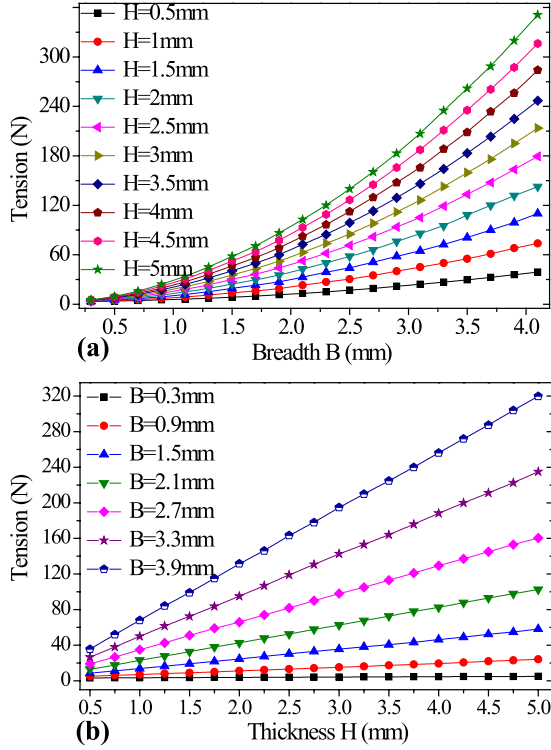 360
300
240
180
120
60
0
Tension (N)
H=0.5mm
H=1mm
H=1.5mm
H=2mm
H=2.5mm
H=3mm
H=3.5mm
H=4mm
H=4.5mm
H=5mm
0.5 1.0 1.5 2.0 2.5 3.0 3.5 4.0
(a)
Breadth B (mm)
320
280
240
200
160
120
80
40
0
Tension (N)
B=0.3mm
B=0.9mm
B=1.5mm
B=2.1mm
B=2.7mm
B=3.3mm
B=3.9mm
0.5 1.0 1.5 2.0 2.5 3.0 3.5 4.0 4.5 5.0
(b)
Thickness H (mm)